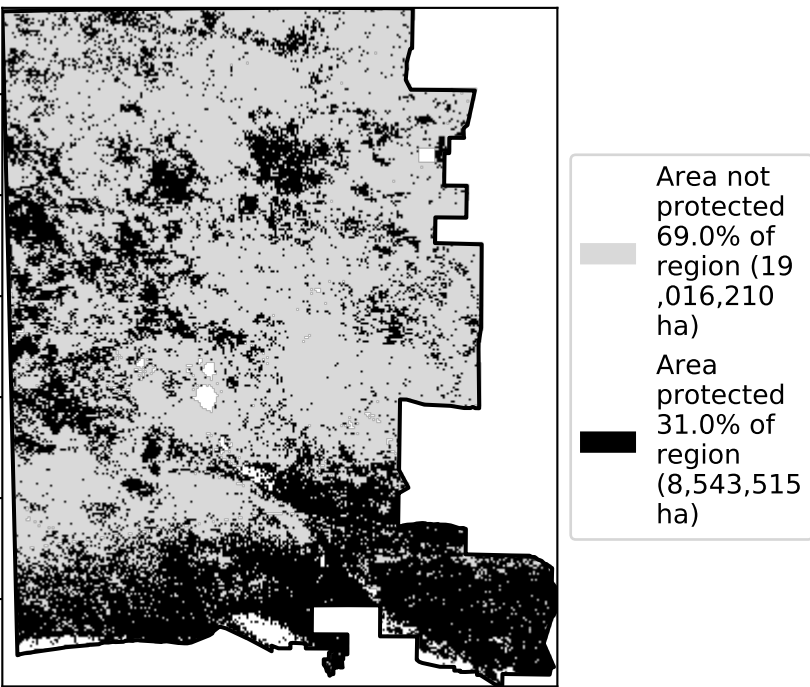 Area not
protected
69.0% of
region (19
,016,210
ha)
Area
protected
31.0% of
region
(8,543,515
ha)